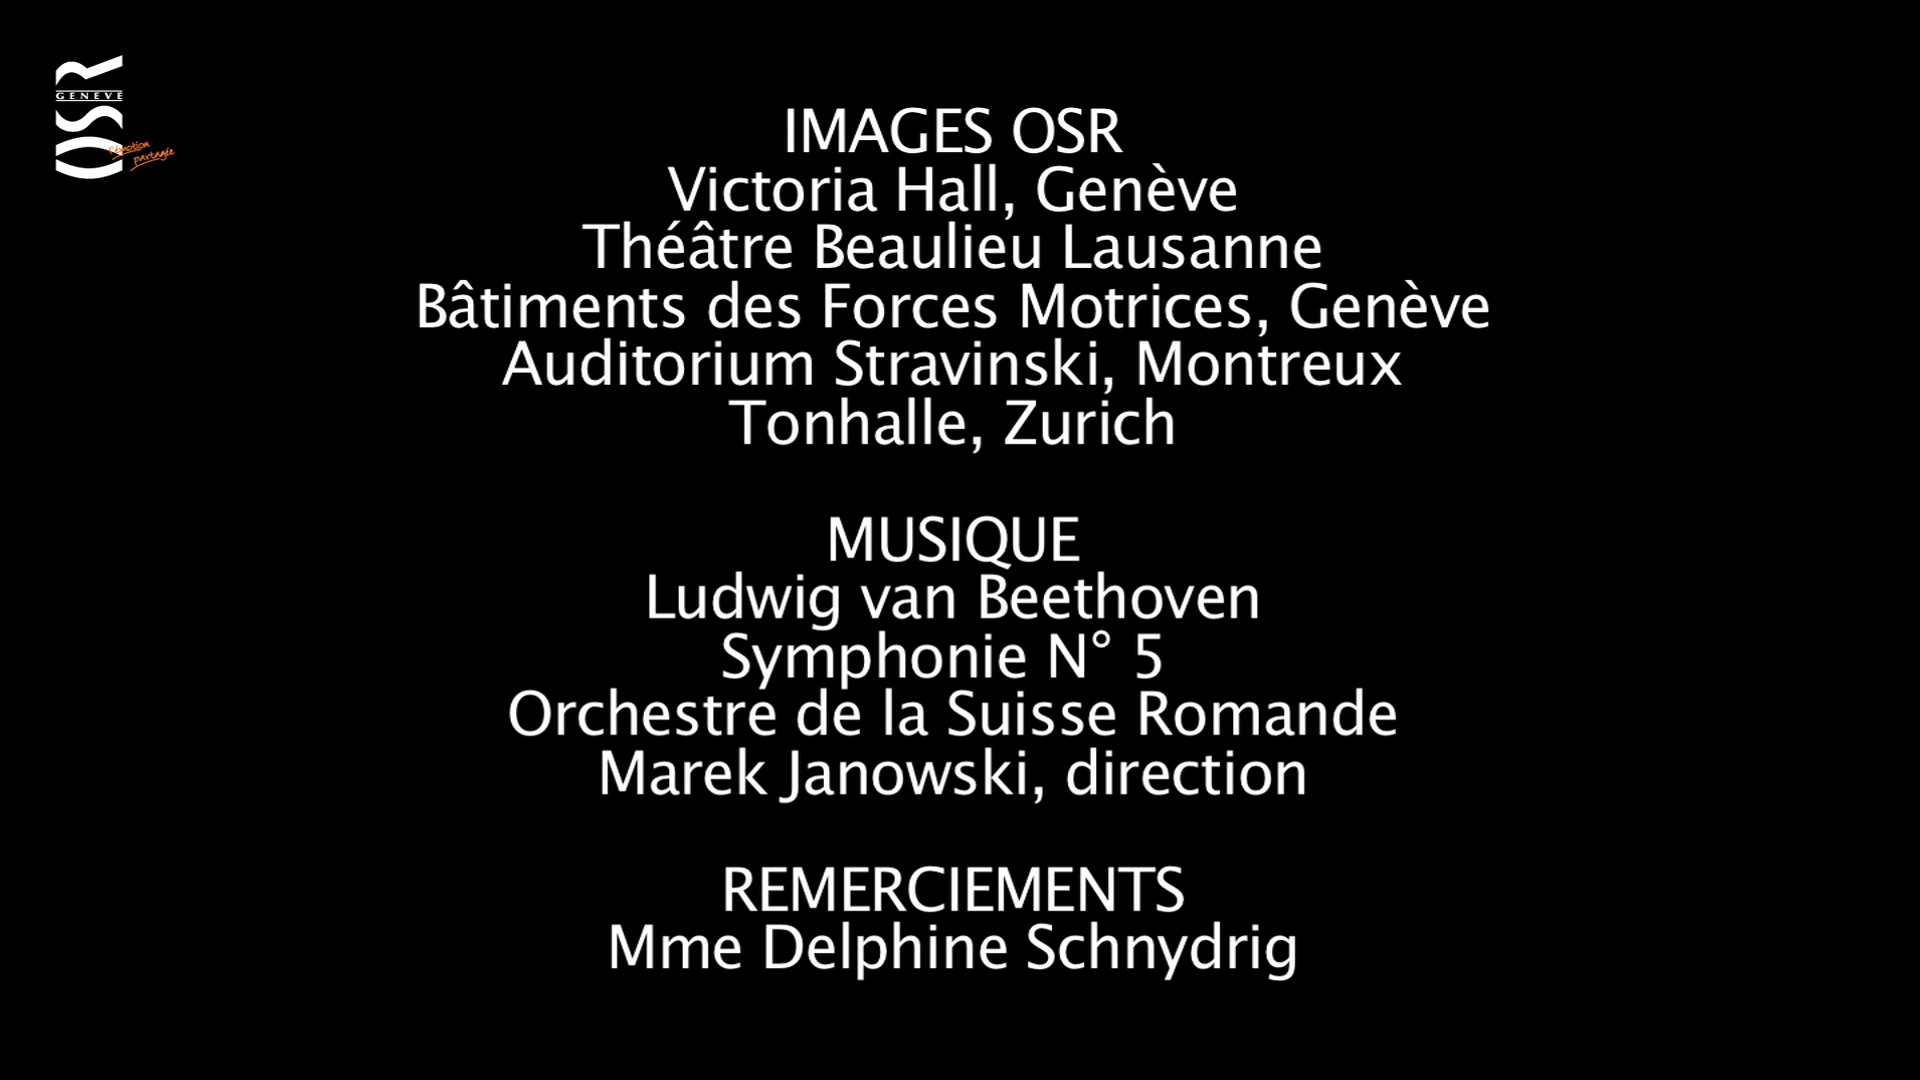 OSR
GENEVE
l'émotion
partagée
IMAGES OSR
Victoria Hall, Genève
Théâtre Beaulieu Lausanne
Bâtiments des Forces Motrices, Genève
Auditorium Stravinski, Montreux
Tonhalle, Zurich
MUSIQUE
Ludwig van Beethoven
Symphonie N° 5
Orchestre de la Suisse Romande
Marek Janowski, direction
REMERCIEMENTS
Mme Delphine Schnydrig